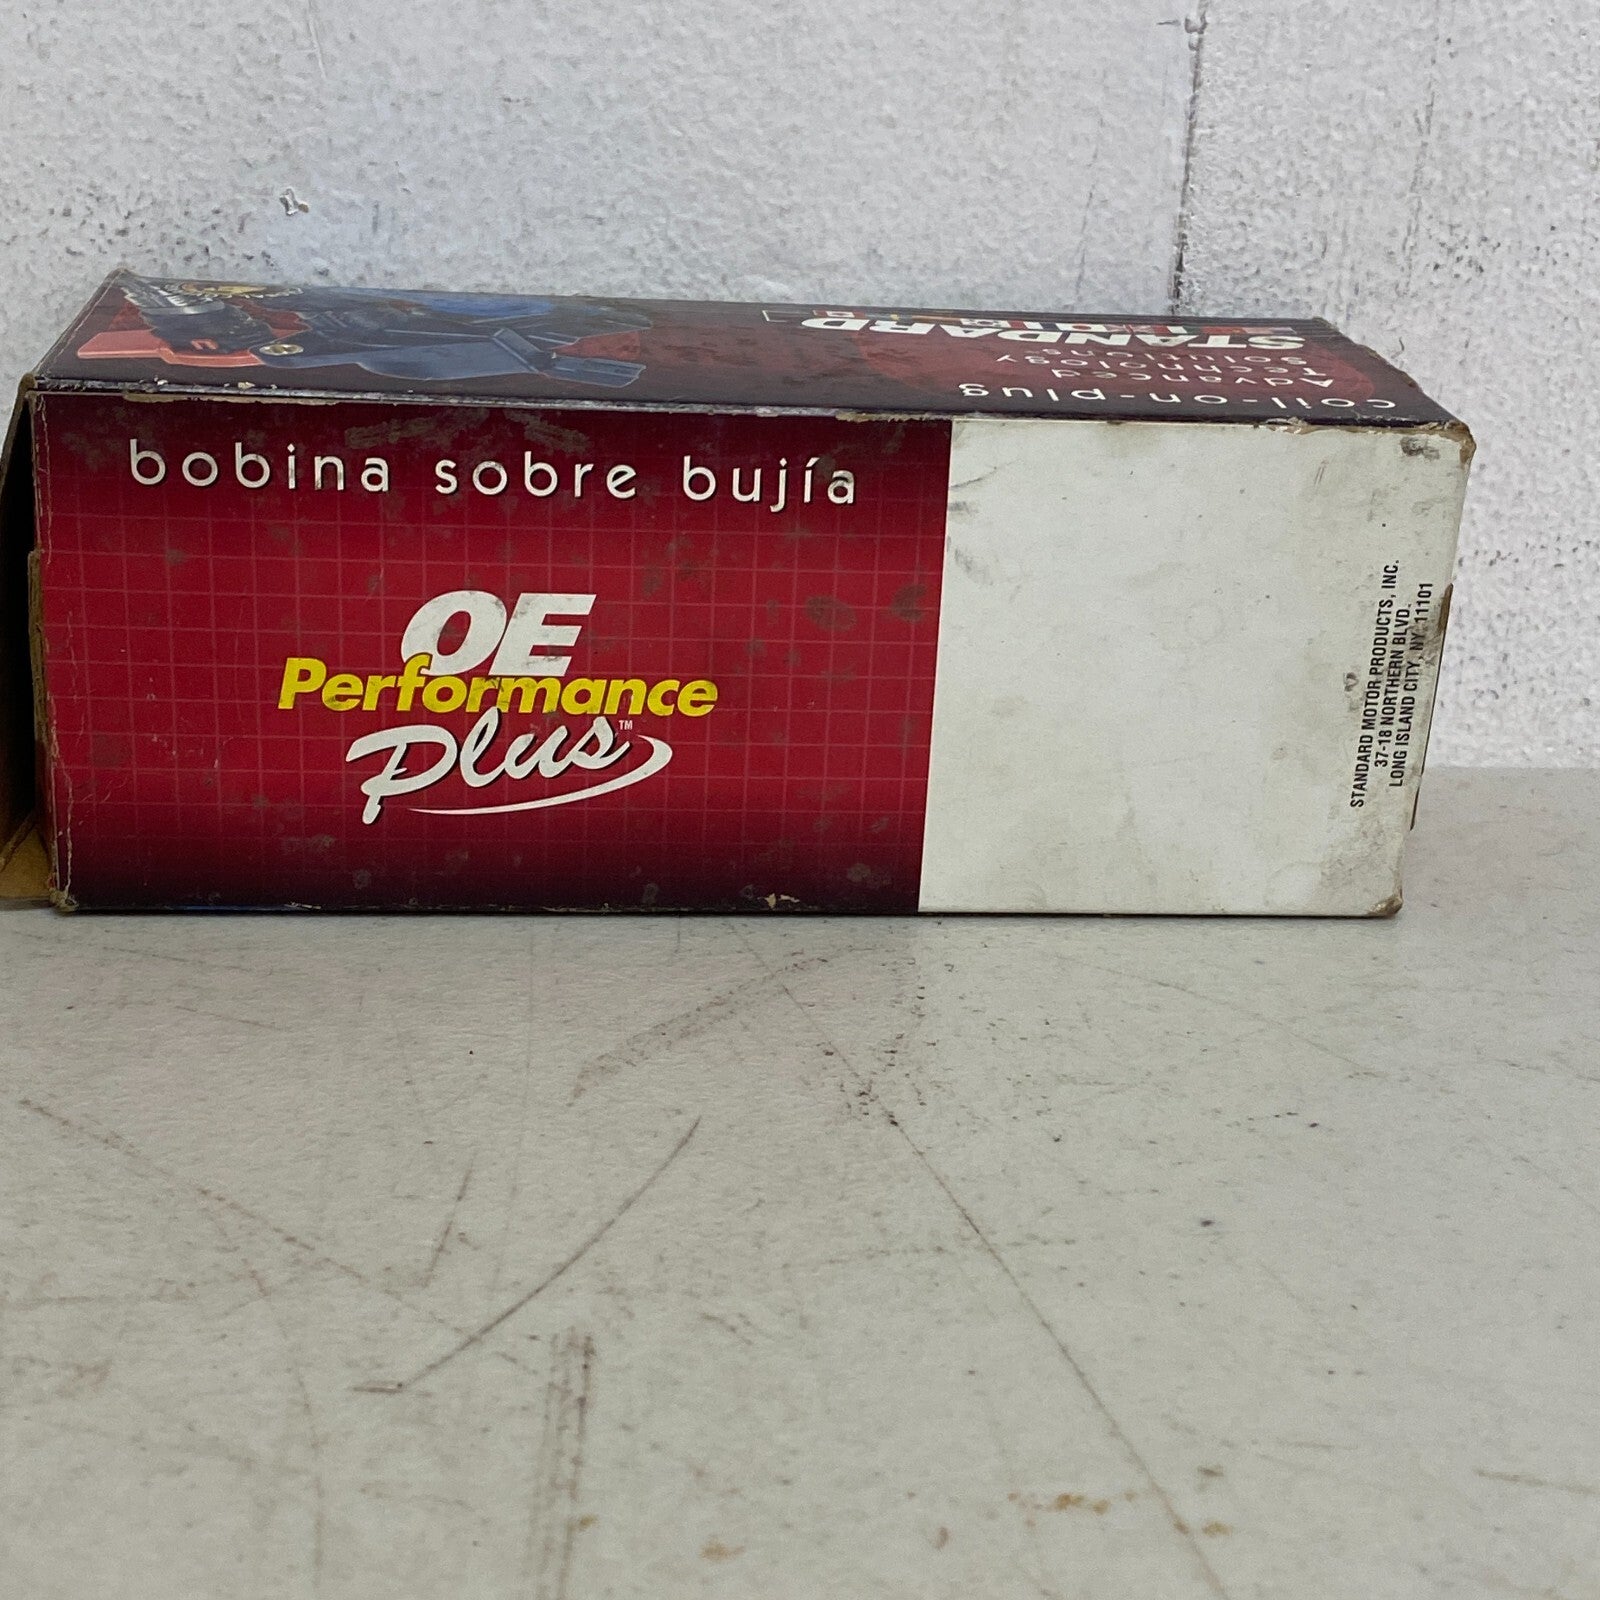 coil-on-plug
Advanced
Technology
Solutions
STANDARD
bobina sobre bujía
OE
Performance
Plus™
STANDARD MOTOR PRODUCTS, INC.
37-18 NORTHERN BLVD.
LONG ISLAND CITY, NY 11101